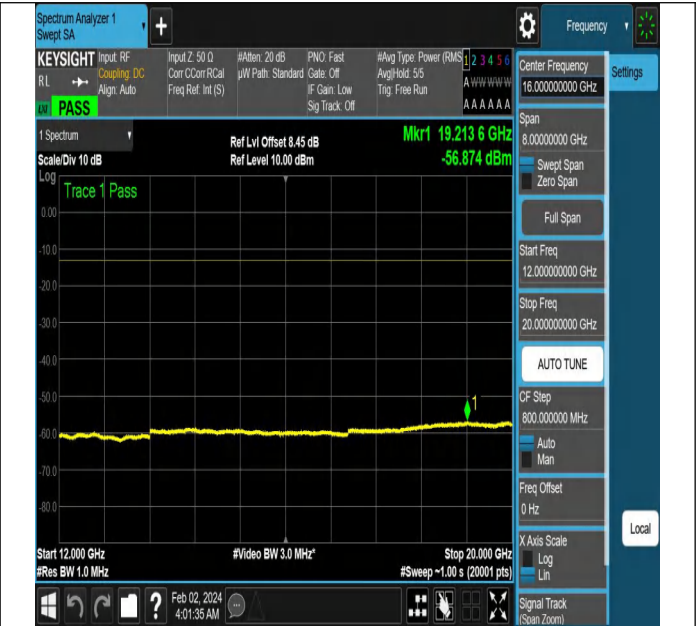 Spectrum Analyzer 1
Swept SA
+
Frequency
KEYSIGHT
RL
LNI PASS
Input: RF
Coupling: DC
Align: Auto
Input Z: 50 Ω
Corr CCorr RCal
Freq Ref: Int (S)
#Atten: 20 dB
µW Path: Standard
PNO: Fast
Gate: Off
IF Gain: Low
Sig Track: Off
#Avg Type: Power (RMS
Avg|Hold: 5/5
Trig: Free Run
1 2 3 4 5 6
A W W W W W
A A A A A A
1 Spectrum
Scale/Div 10 dB
Ref Lvl Offset 8.45 dB
Ref Level 10.00 dBm
Mkr1 19.213 6 GHz
-56.874 dBm
Log
Trace 1 Pass
0.00
-10.0
-20.0
-30.0
-40.0
-50.0
-60.0
-70.0
-80.0
1
Start 12.000 GHz
#Res BW 1.0 MHz
#Video BW 3.0 MHz*
Stop 20.000 GHz
#Sweep ~1.00 s (20001 pts)
Center Frequency
16.000000000 GHz
Span
8.00000000 GHz
Swept Span
Zero Span
Full Span
Start Freq
12.000000000 GHz
Stop Freq
20.000000000 GHz
AUTO TUNE
CF Step
800.000000 MHz
Auto
Man
Freq Offset
0 Hz
X Axis Scale
Log
Lin
Signal Track
(Span Zoom)
Settings
Local
?
Feb 02, 2024
4:01:35 AM